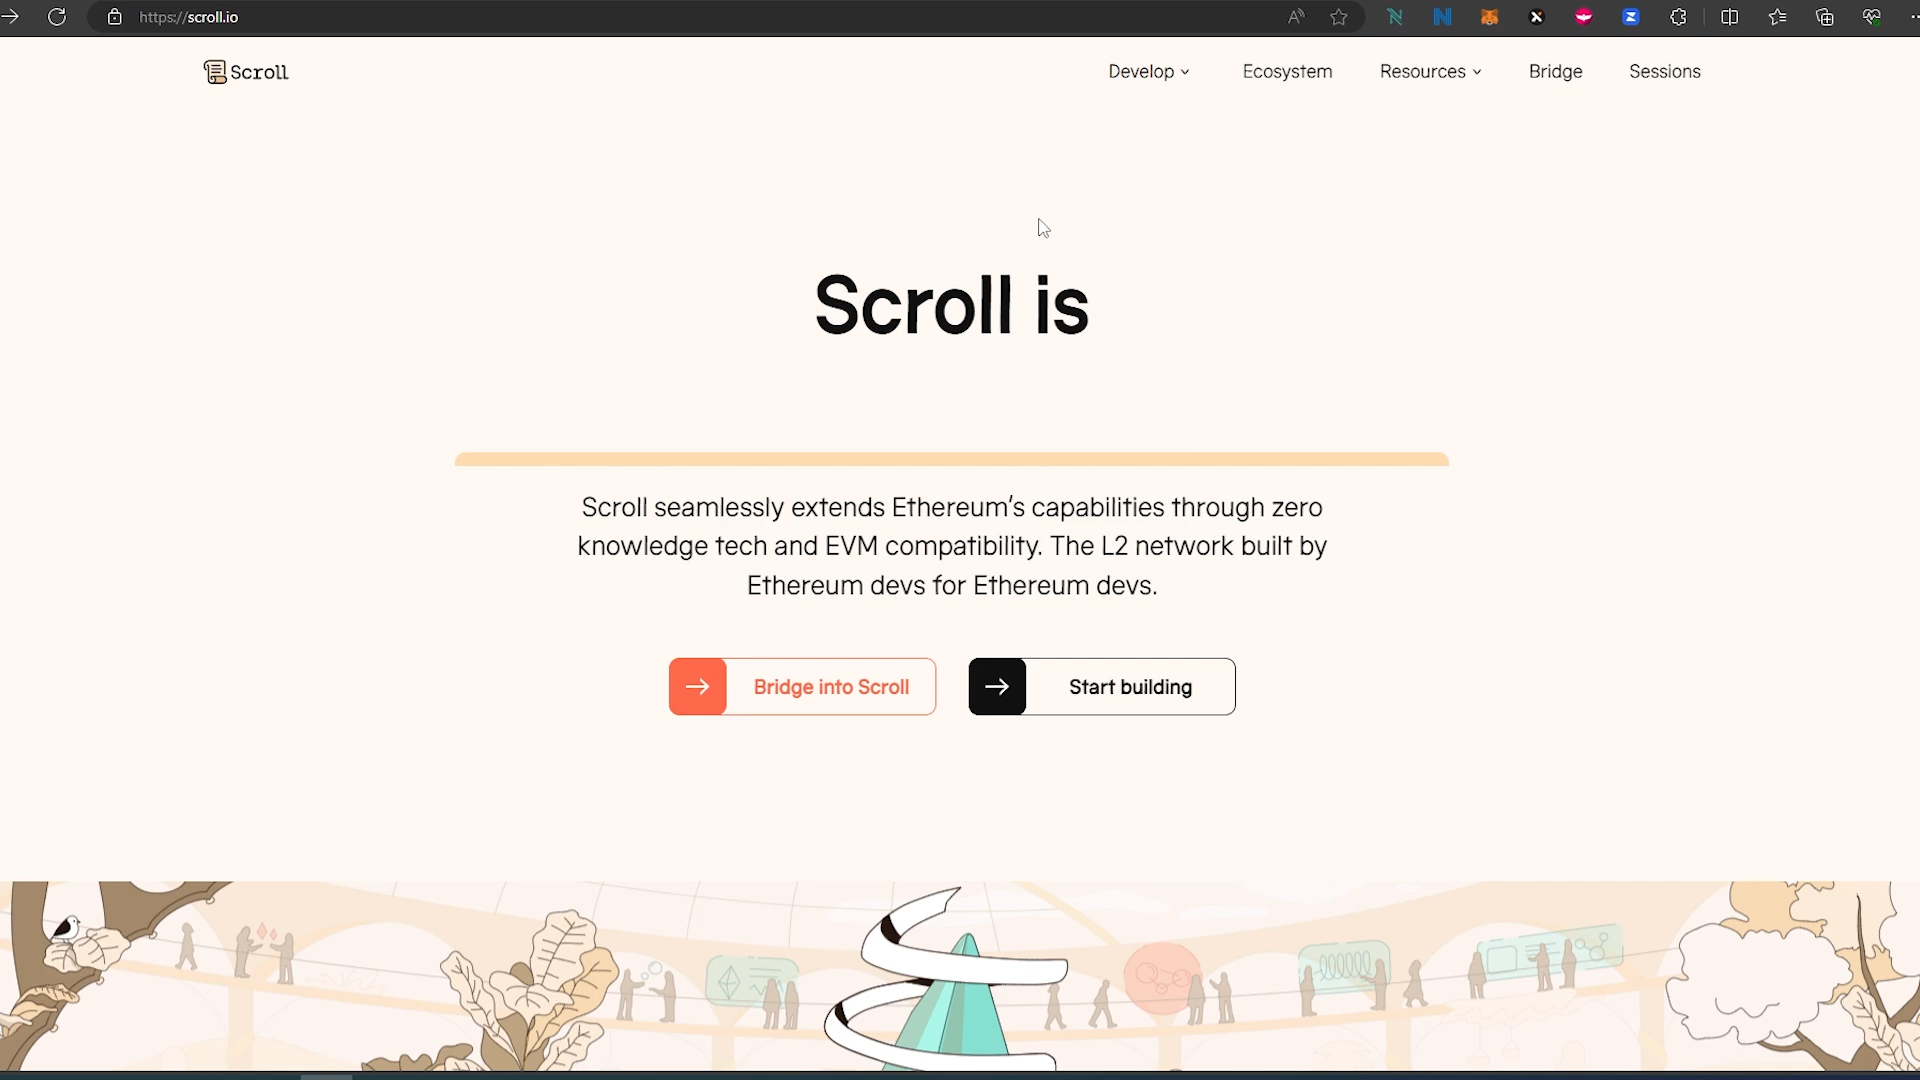 https://scroll.io
Scroll
Develop
Ecosystem
Resources
Bridge
Sessions
Scroll is
Scroll seamlessly extends Ethereum’s capabilities through zero
knowledge tech and EVM compatibility. The L2 network built by
Ethereum devs for Ethereum devs.
Bridge into Scroll
Start building